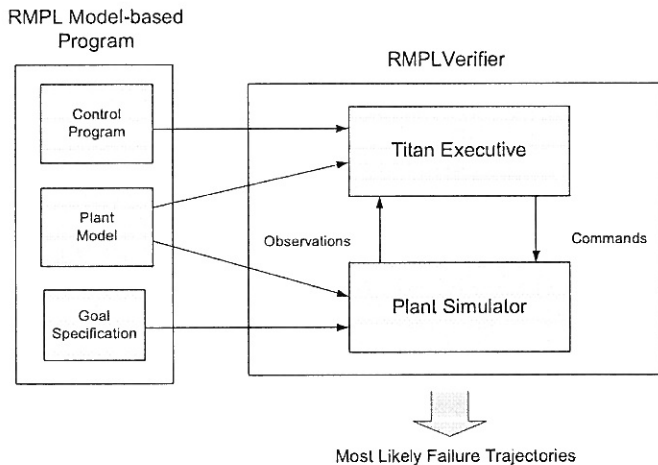 RMPL Model-based
Program
RMPLVerifier
Control
Program
Titan Executive
Plant
Model
Observations
Commands
Plant Simulator
Goal
Specification
Most Likely Failure Trajectories